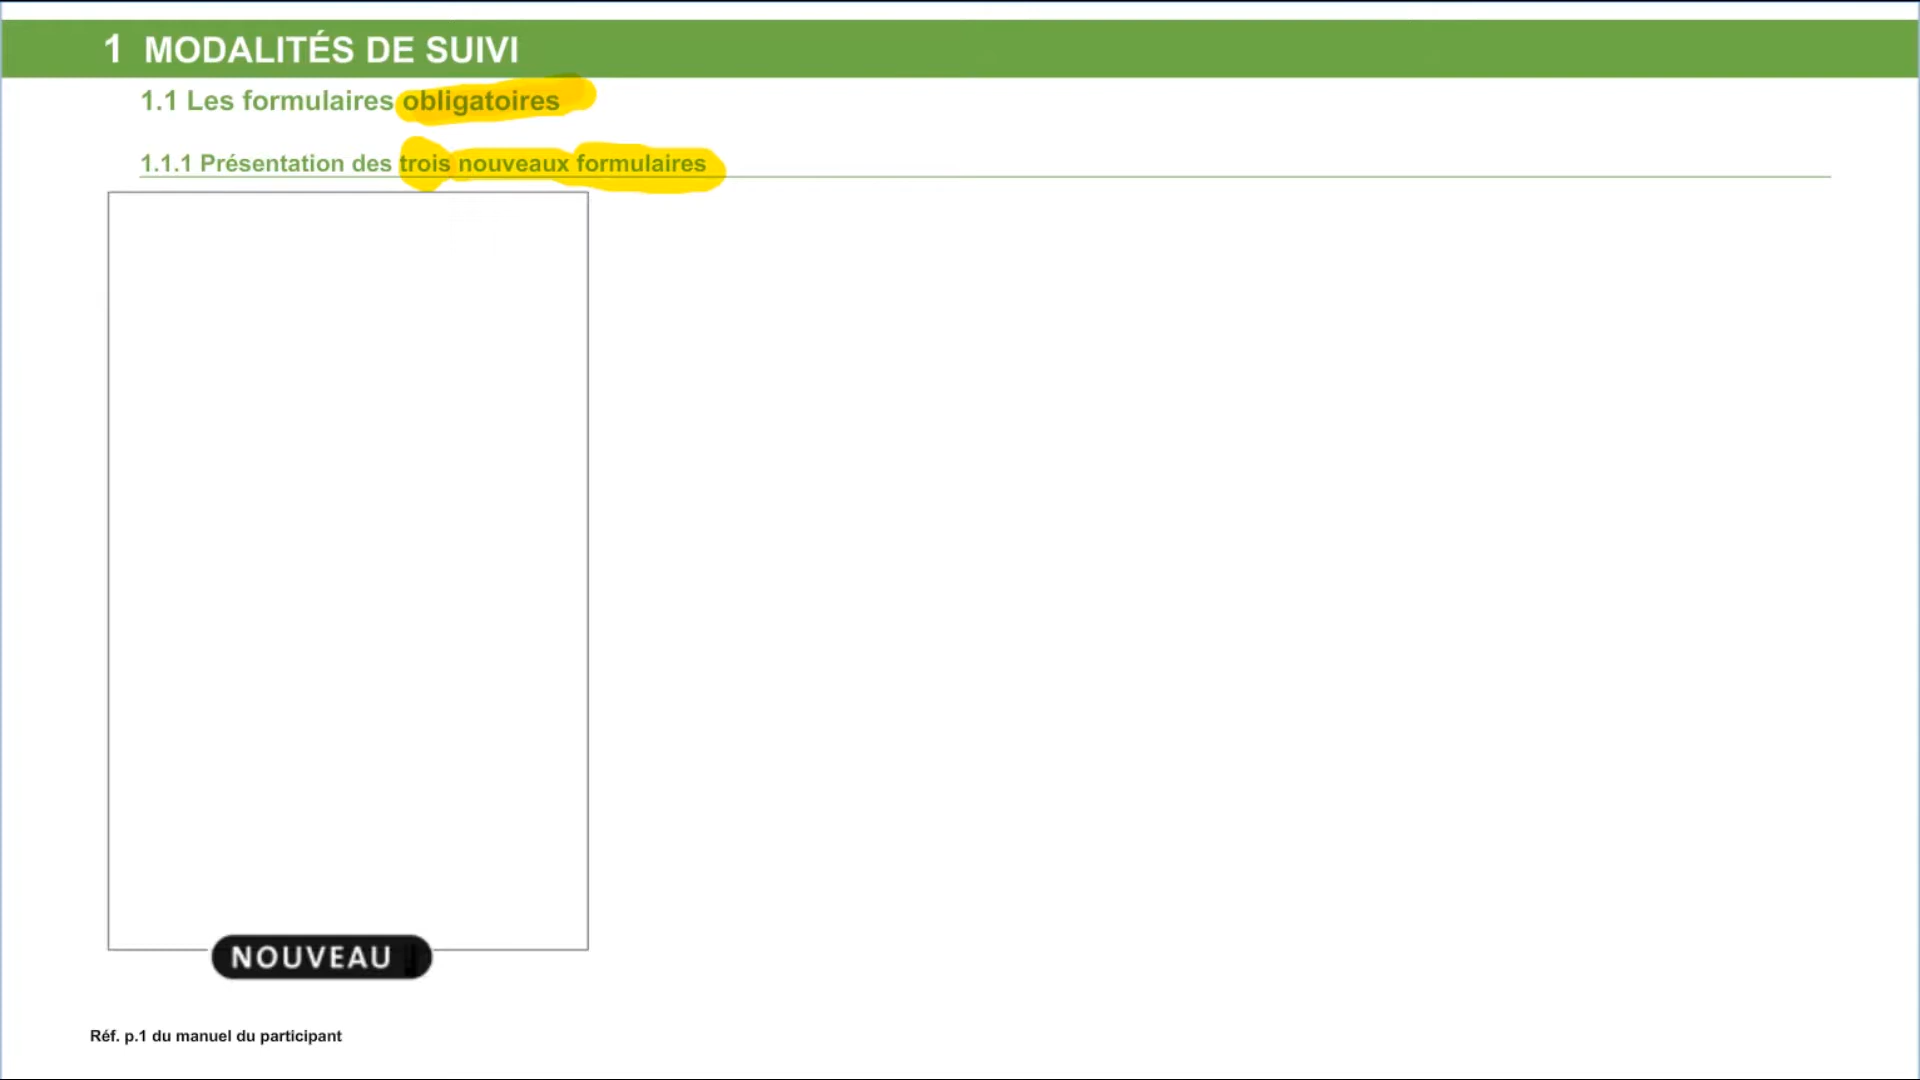 1 MODALITÉS DE SUIVI
1.1 Les formulaires obligatoires
1.1.1 Présentation des trois nouveaux formulaires
NOUVEAU
Réf. p.1 du manuel du participant